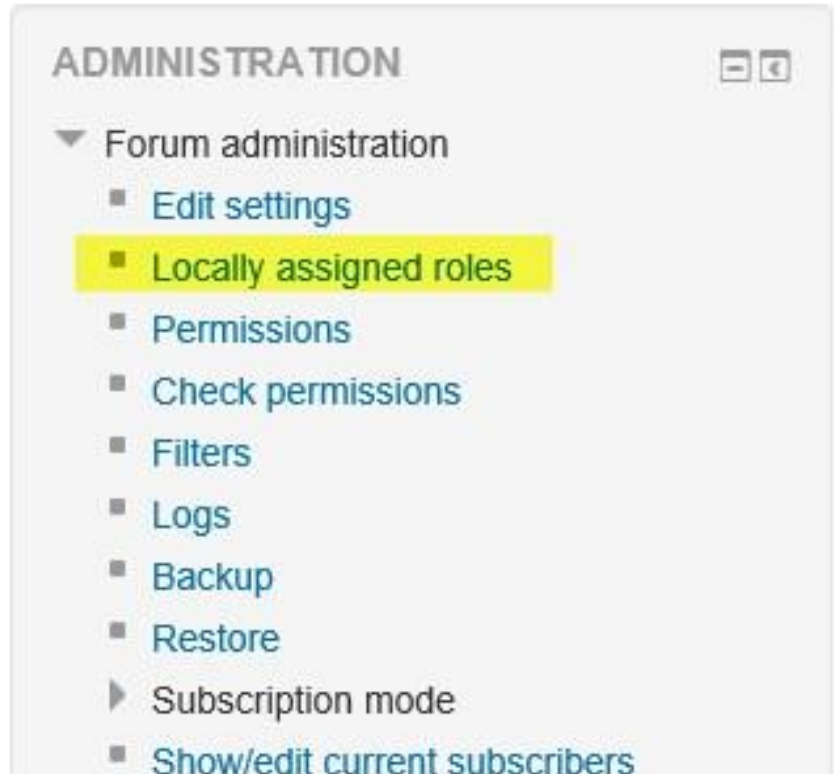 ADMINISTRATION
Forum administration
Edit settings
Locally assigned roles
Permissions
Check permissions
Filters
Logs
Backup
Restore
Subscription mode
Show/edit current subscribers